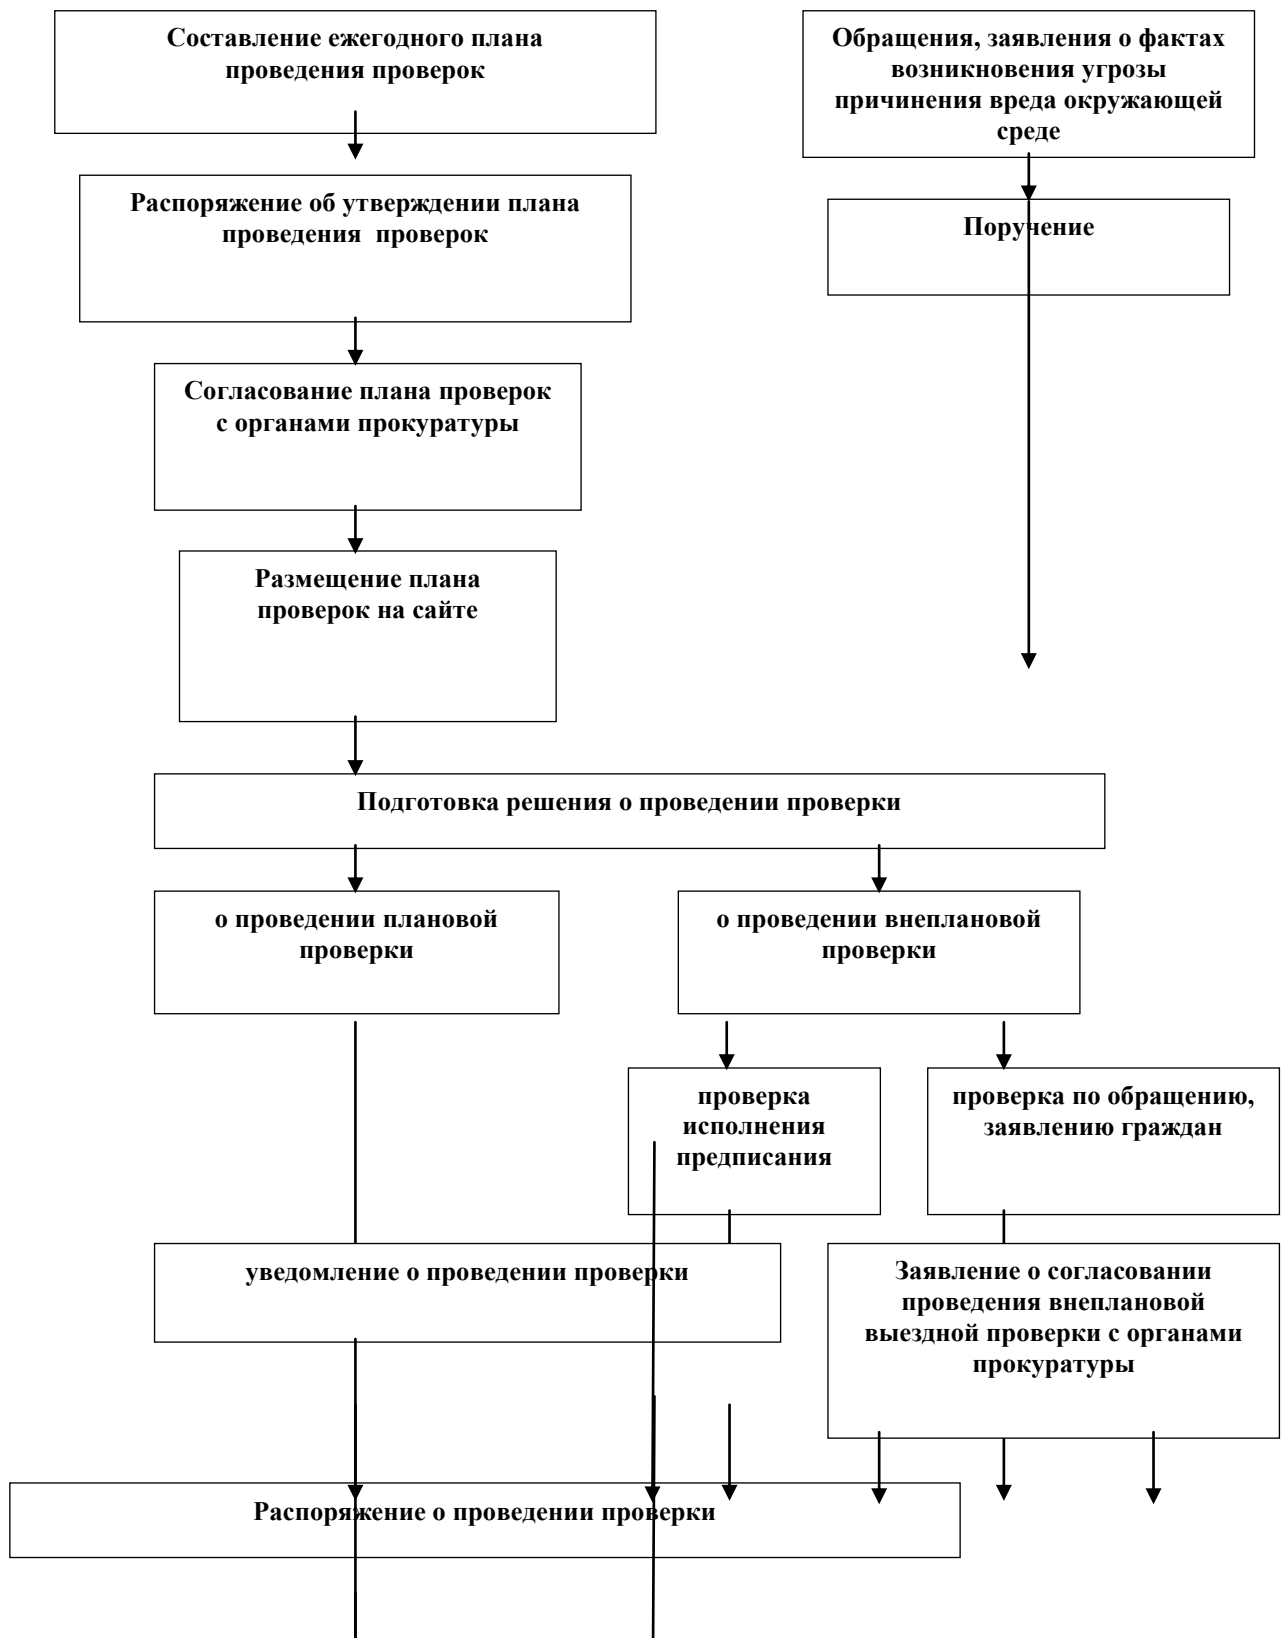 Составление ежегодного плана
проведения проверок
Обращения, заявления о фактах
возникновения угрозы
причинения вреда окружающей
среде
Распоряжение об утверждении плана
проведения проверок
Поручение
Согласование плана проверок
с органами прокуратуры
Размещение плана
проверок на сайте
Подготовка решения о проведении проверки
о проведении плановой
проверки
о проведении внеплановой
проверки
проверка
исполнения
предписания
проверка по обращению,
заявлению граждан
уведомление о проведении проверки
Заявление о согласовании
проведения внеплановой
выездной проверки с органами
прокуратуры
Распоряжение о проведении проверки